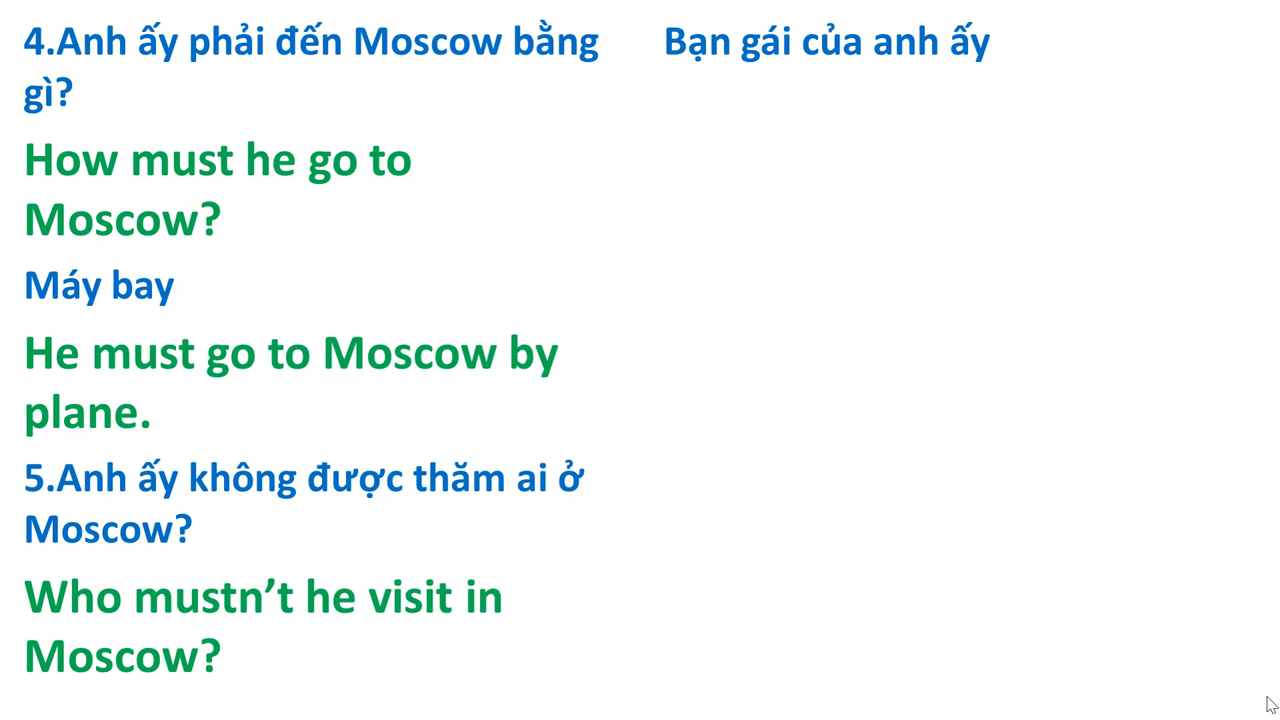 4.Anh ấy phải đến Moscow bằng
gì?
How must he go to
Moscow?
Máy bay
He must go to Moscow by
plane.
5.Anh ấy không được thăm ai ở
Moscow?
Who mustn’t he visit in
Moscow?
Bạn gái của anh ấy